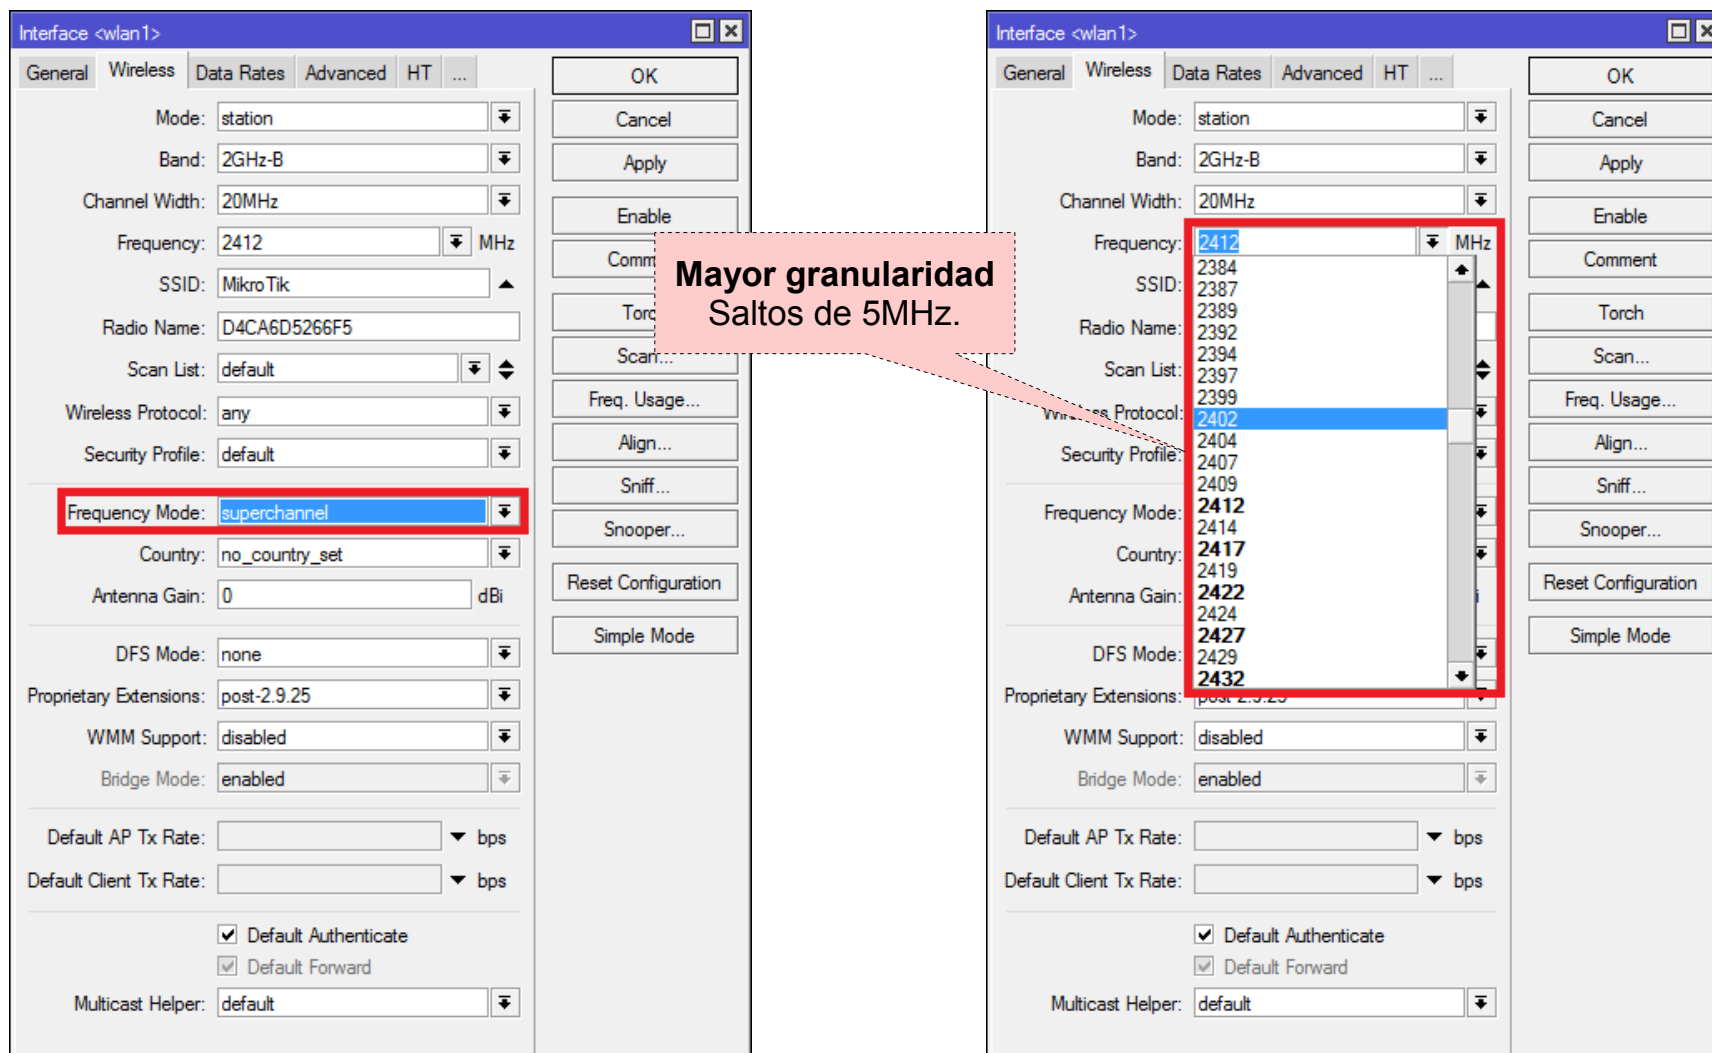 Interface <wlan1>
General Wireless Data Rates Advanced HT ...
Mode: station
Band: 2GHz-B
Channel Width: 20MHz
Frequency: 2412 MHz
SSID: MikroTik
Radio Name: D4CA6D5266F5
Scan List: default
Wireless Protocol: any
Security Profile: default
Frequency Mode: superchannel
Country: no_country_set
Antenna Gain: 0 dBi
DFS Mode: none
Proprietary Extensions: post-2.9.25
WMM Support: disabled
Bridge Mode: enabled
Default AP Tx Rate: bps
Default Client Tx Rate: bps
Default Authenticate
Default Forward
Multicast Helper: default
OK
Cancel
Apply
Enable
Comm
Torc
Scan...
Freq. Usage...
Align...
Sniff...
Snooper...
Reset Configuration
Simple Mode
Mayor granularidad
Saltos de 5MHz.
Interface <wlan1>
General Wireless Data Rates Advanced HT ...
Mode: station
Band: 2GHz-B
Channel Width: 20MHz
Frequency: 2412 MHz
SSID:
Radio Name:
Scan List:
Wireless Protocol:
Security Profile:
Frequency Mode:
Country:
Antenna Gain:
DFS Mode:
2384
2387
2389
2392
2394
2397
2399
2402
2404
2407
2409
2412
2414
2417
2419
2422
2424
2427
2429
2432
Proprietary Extensions: post-2.9.25
WMM Support: disabled
Bridge Mode: enabled
Default AP Tx Rate: bps
Default Client Tx Rate: bps
Default Authenticate
Default Forward
Multicast Helper: default
OK
Cancel
Apply
Enable
Comment
Torch
Scan...
Freq. Usage...
Align...
Sniff...
Snooper...
Reset Configuration
Simple Mode